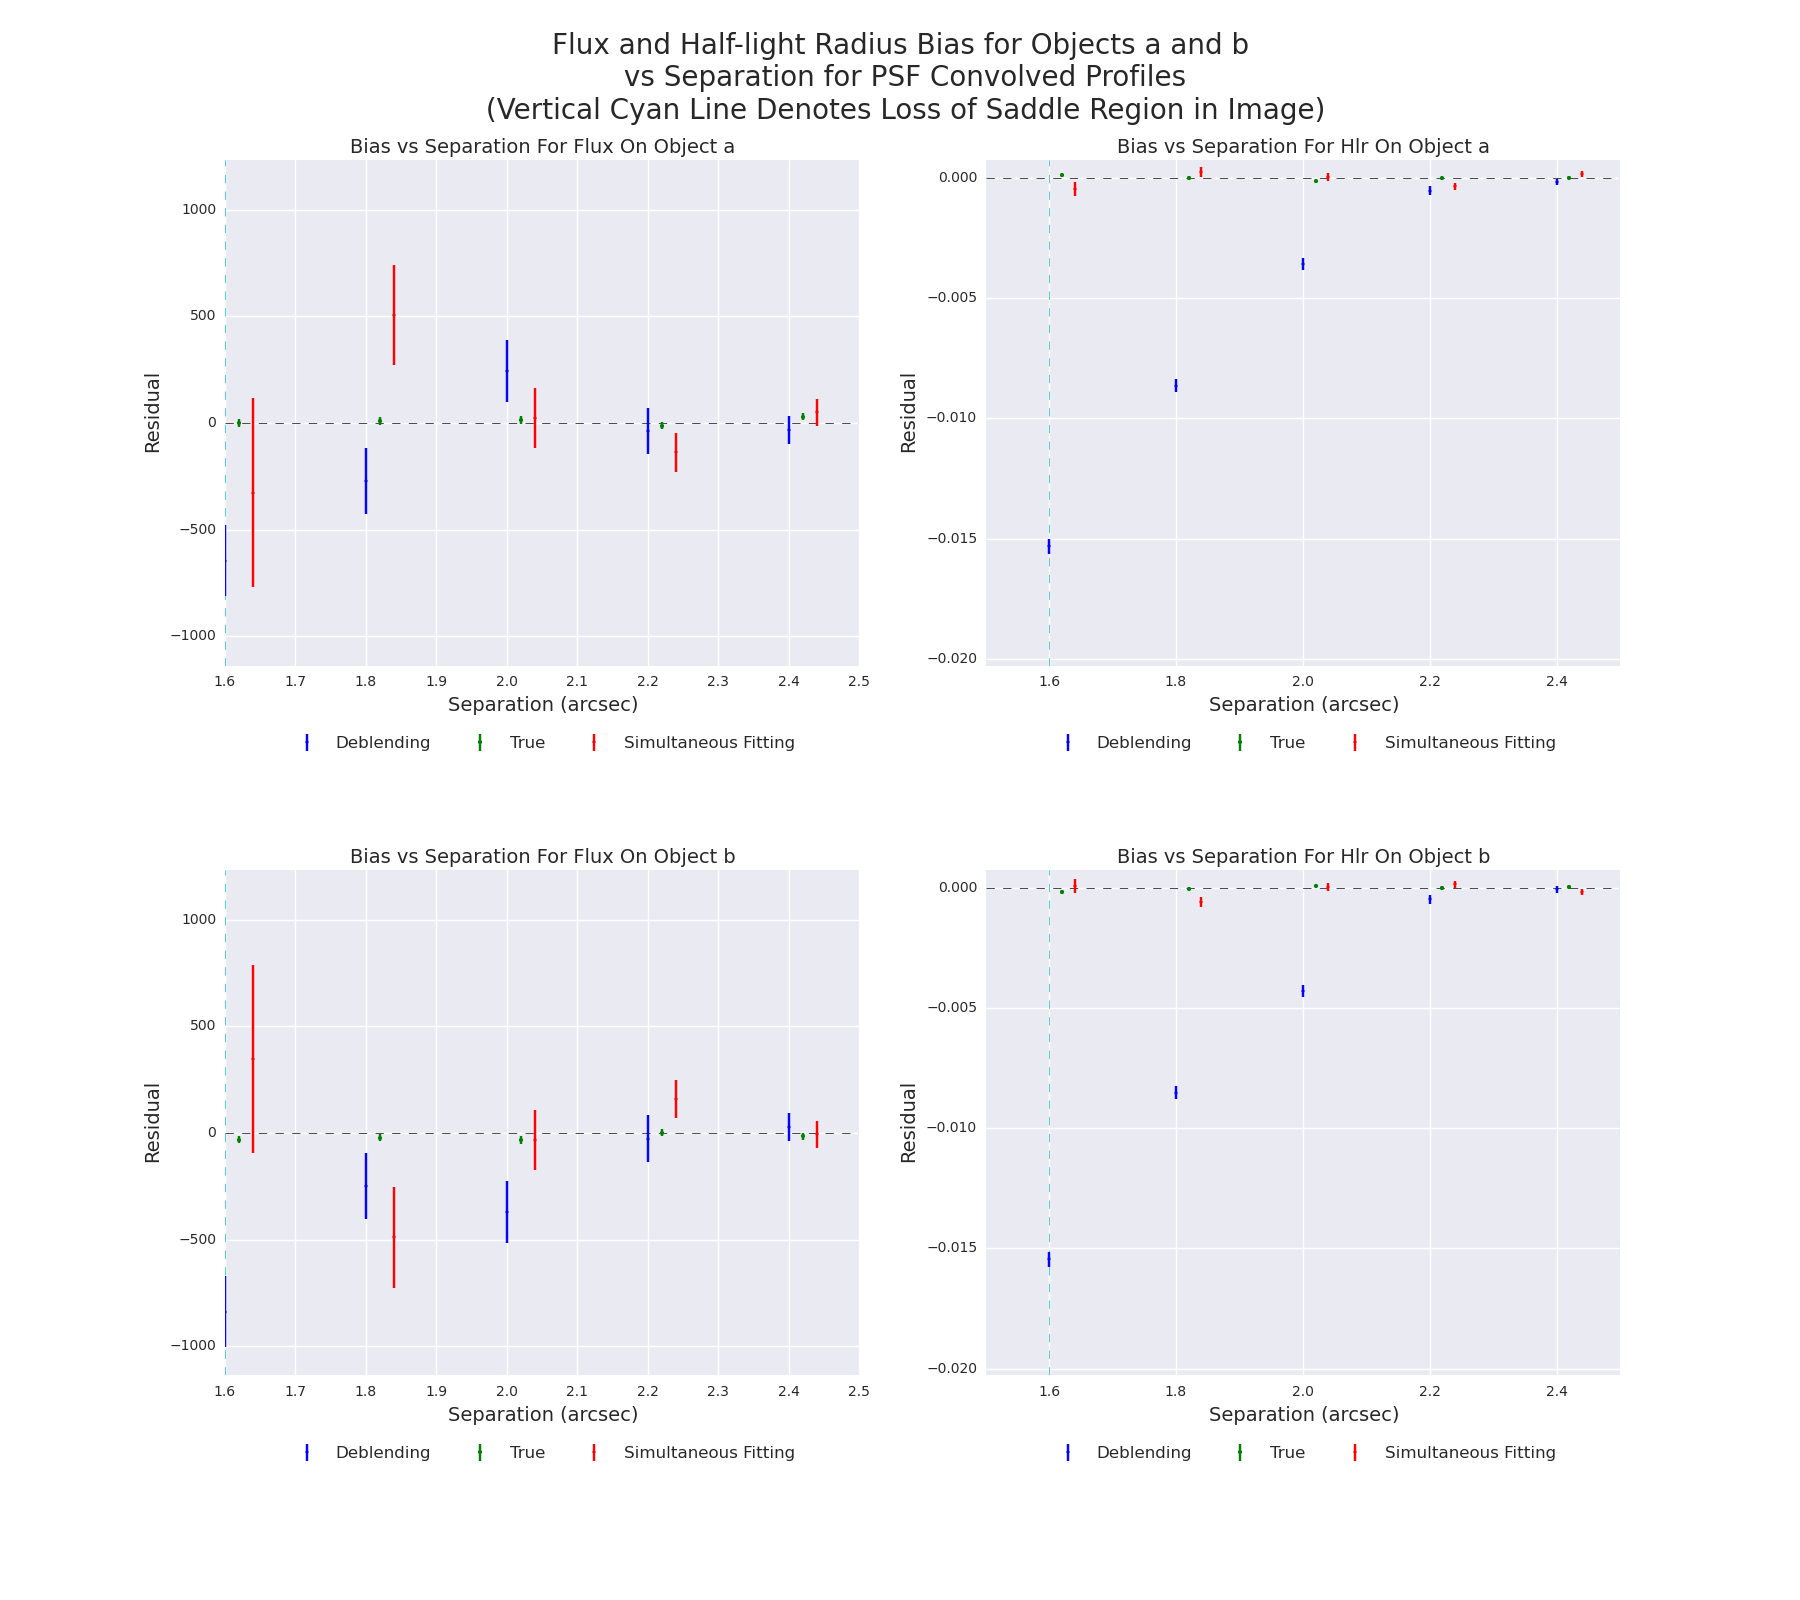 Flux and Half-light Radius Bias for Objects a and b
vs Separation for PSF Convolved Profiles
(Vertical Cyan Line Denotes Loss of Saddle Region in Image)
Bias vs Separation For Flux On Object a
1000
500
0
−500
−1000
Residual
1.6 1.7 1.8 1.9 2.0 2.1 2.2 2.3 2.4 2.5
Separation (arcsec)
Deblending True Simultaneous Fitting
Bias vs Separation For Hlr On Object a
0.000
−0.005
−0.010
−0.015
−0.020
Residual
1.6 1.8 2.0 2.2 2.4
Separation (arcsec)
Deblending True Simultaneous Fitting
Bias vs Separation For Flux On Object b
1000
500
0
−500
−1000
Residual
1.6 1.7 1.8 1.9 2.0 2.1 2.2 2.3 2.4 2.5
Separation (arcsec)
Deblending True Simultaneous Fitting
Bias vs Separation For Hlr On Object b
0.000
−0.005
−0.010
−0.015
−0.020
Residual
1.6 1.8 2.0 2.2 2.4
Separation (arcsec)
Deblending True Simultaneous Fitting